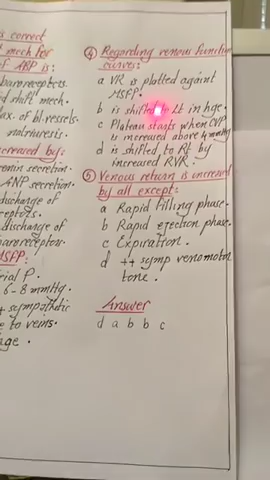 is correct
t mech for
of ABP is:
baroreceptors.
id shift mech.
lax. of bl. vessels.
natriuresis.
creased by:
renin secretion.
ANP secretion.
discharge of
ceptors.
discharge of
baroreceptors.
MSFP:
rial P.
6-8 mmHg.
+ sympathetic
e to veins.
age.
④ Regarding venous function
curves:
a VR is plotted against
MSFP.
b is shifted to Lt in hge.
c Plateau starts when CVP
is increased above 4 mmHg
d is shifted to Rt by
increased RVR.
⑤ Venous return is increased
by all except:
a Rapid filling phase.
b Rapid ejection phase.
c Expiration.
d ++ symp venomotor
tone.
Answer
d a b b c